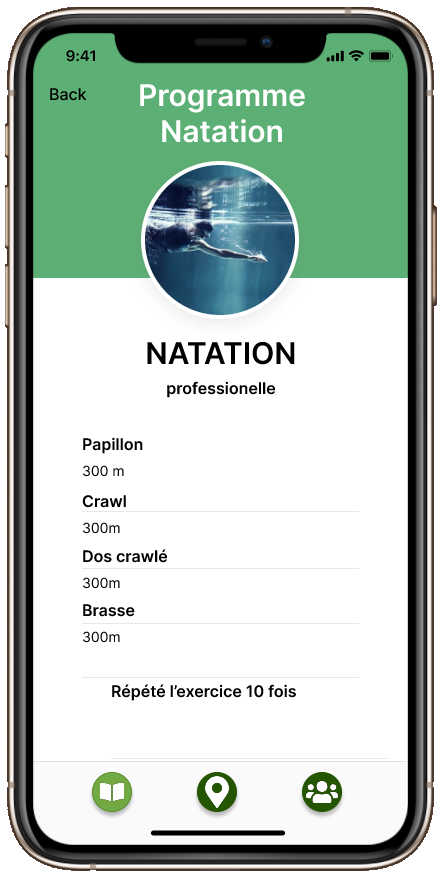 9:41
Back
Programme
Natation
NATATION
professionelle
Papillon
300 m
Crawl
300m
Dos crawlé
300m
Brasse
300m
Répété l’exercice 10 fois